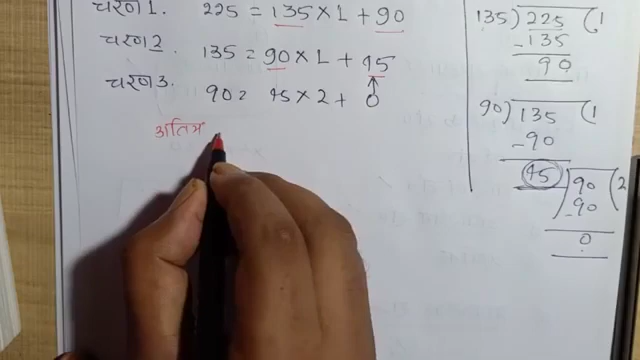 चरण 1. 225 = 135 × 1 + 90
चरण 2. 135 = 90 × 1 + 45
चरण 3. 90 = 45 × 2 + 0
अतिम
135) 225 (1
- 135
90
90) 135 (1
- 90
45) 90 (2
- 90
0